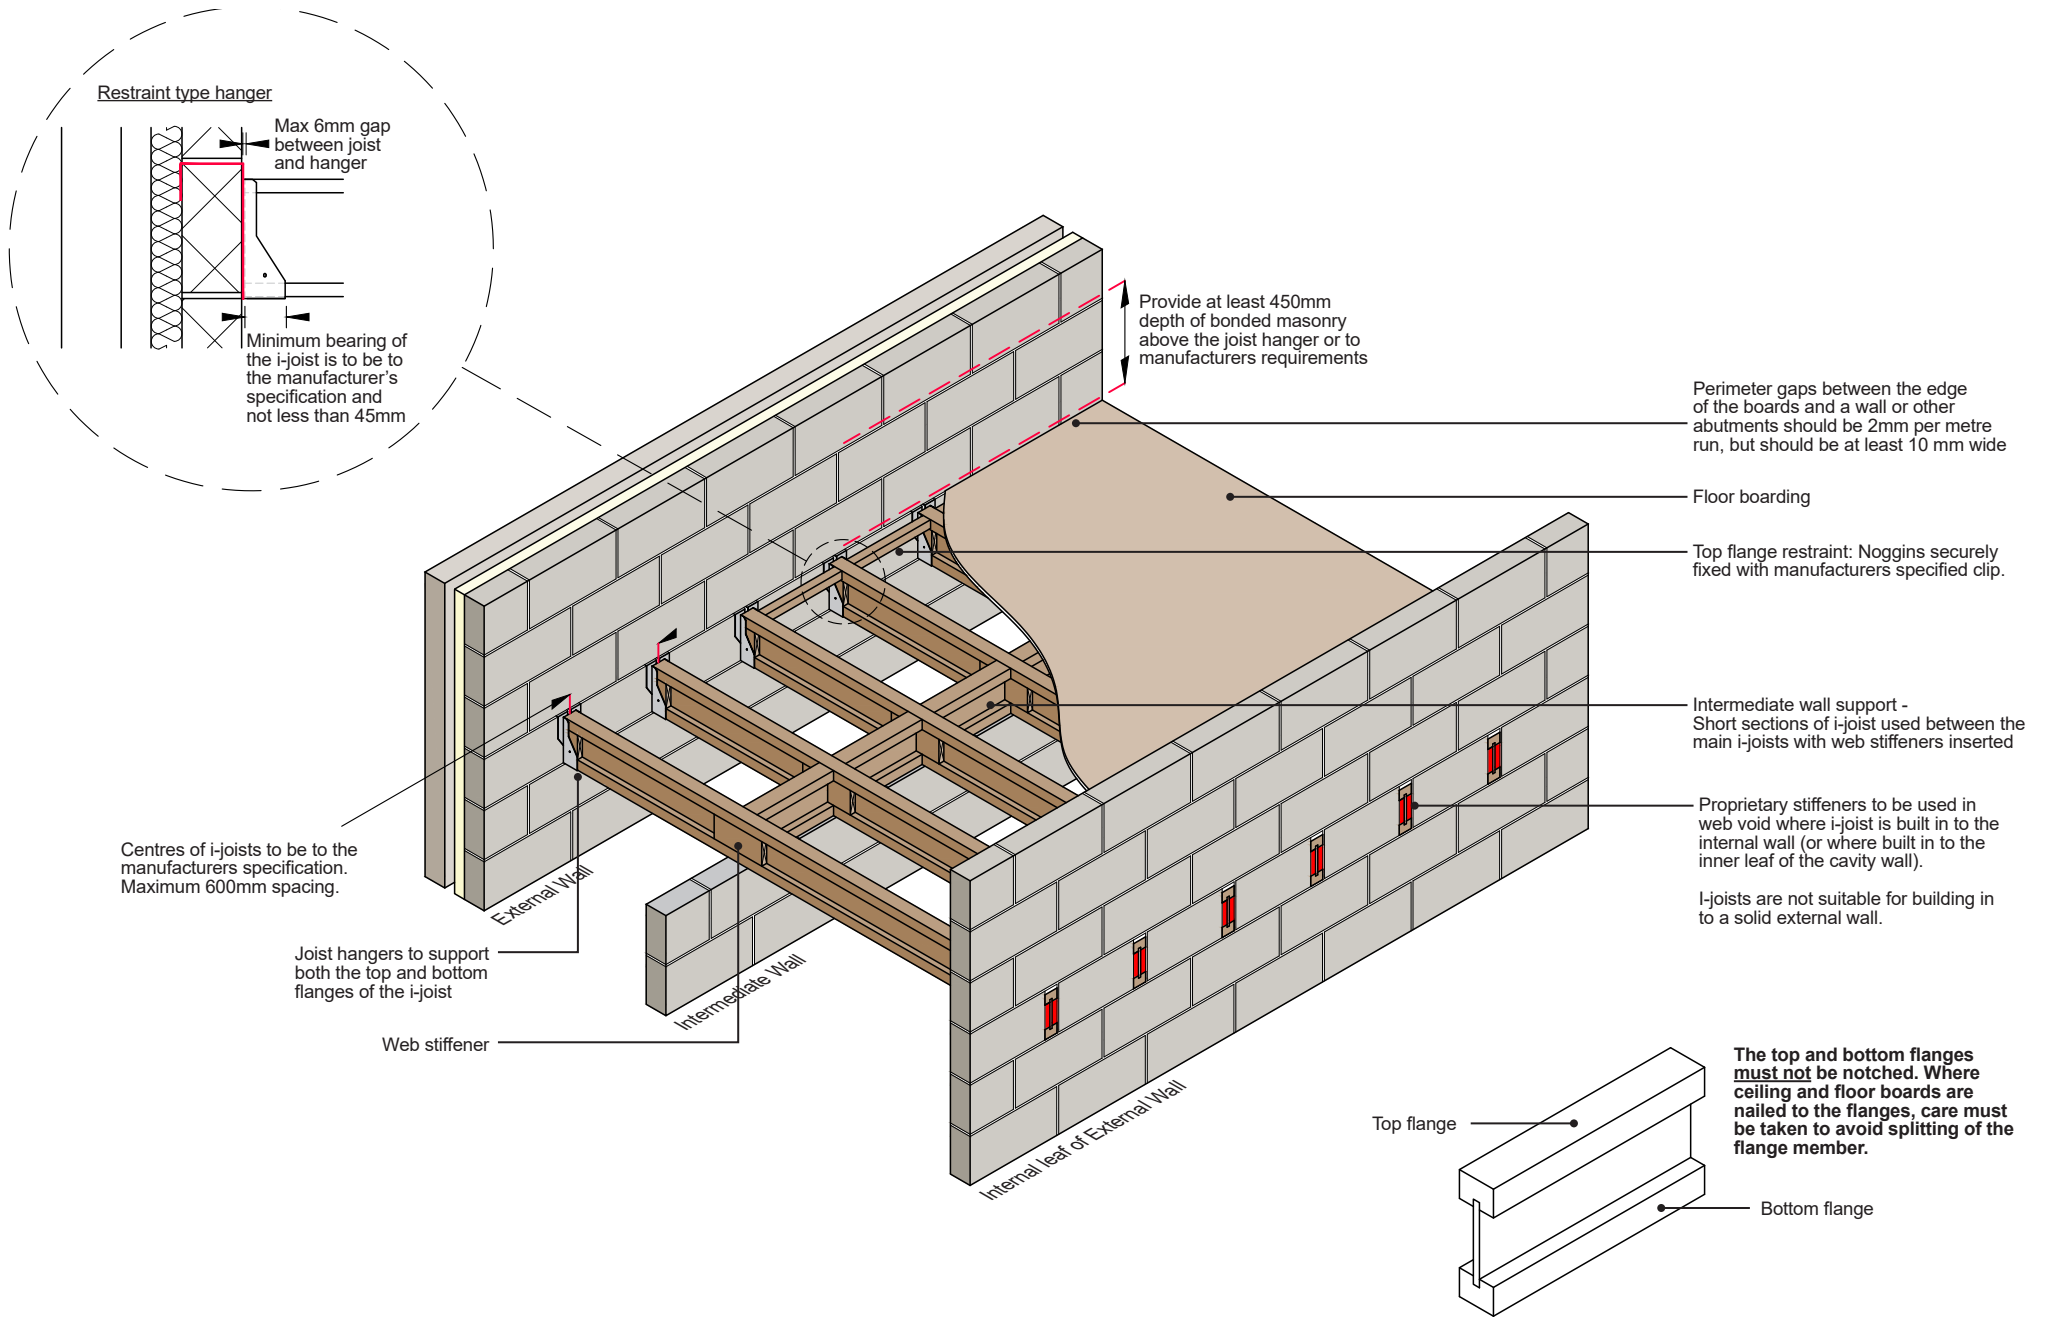 Restraint type hanger
Max 6mm gap
between joist
and hanger
Minimum bearing of
the i-joist is to be to
the manufacturer’s
specification and
not less than 45mm
Provide at least 450mm
depth of bonded masonry
above the joist hanger or to
manufacturers requirements
Perimeter gaps between the edge
of the boards and a wall or other
abutments should be 2mm per metre
run, but should be at least 10 mm wide
Floor boarding
Top flange restraint: Noggins securely
fixed with manufacturers specified clip.
Intermediate wall support -
Short sections of i-joist used between the
main i-joists with web stiffeners inserted
Proprietary stiffeners to be used in
web void where i-joist is built in to the
internal wall (or where built in to the
inner leaf of the cavity wall).
I-joists are not suitable for building in
to a solid external wall.
Centres of i-joists to be to the
manufacturers specification.
Maximum 600mm spacing.
External Wall
Joist hangers to support
both the top and bottom
flanges of the i-joist
Intermediate Wall
Web stiffener
Internal leaf of External Wall
The top and bottom flanges
must not be notched. Where
ceiling and floor boards are
nailed to the flanges, care must
be taken to avoid splitting of the
flange member.
Top flange
Bottom flange